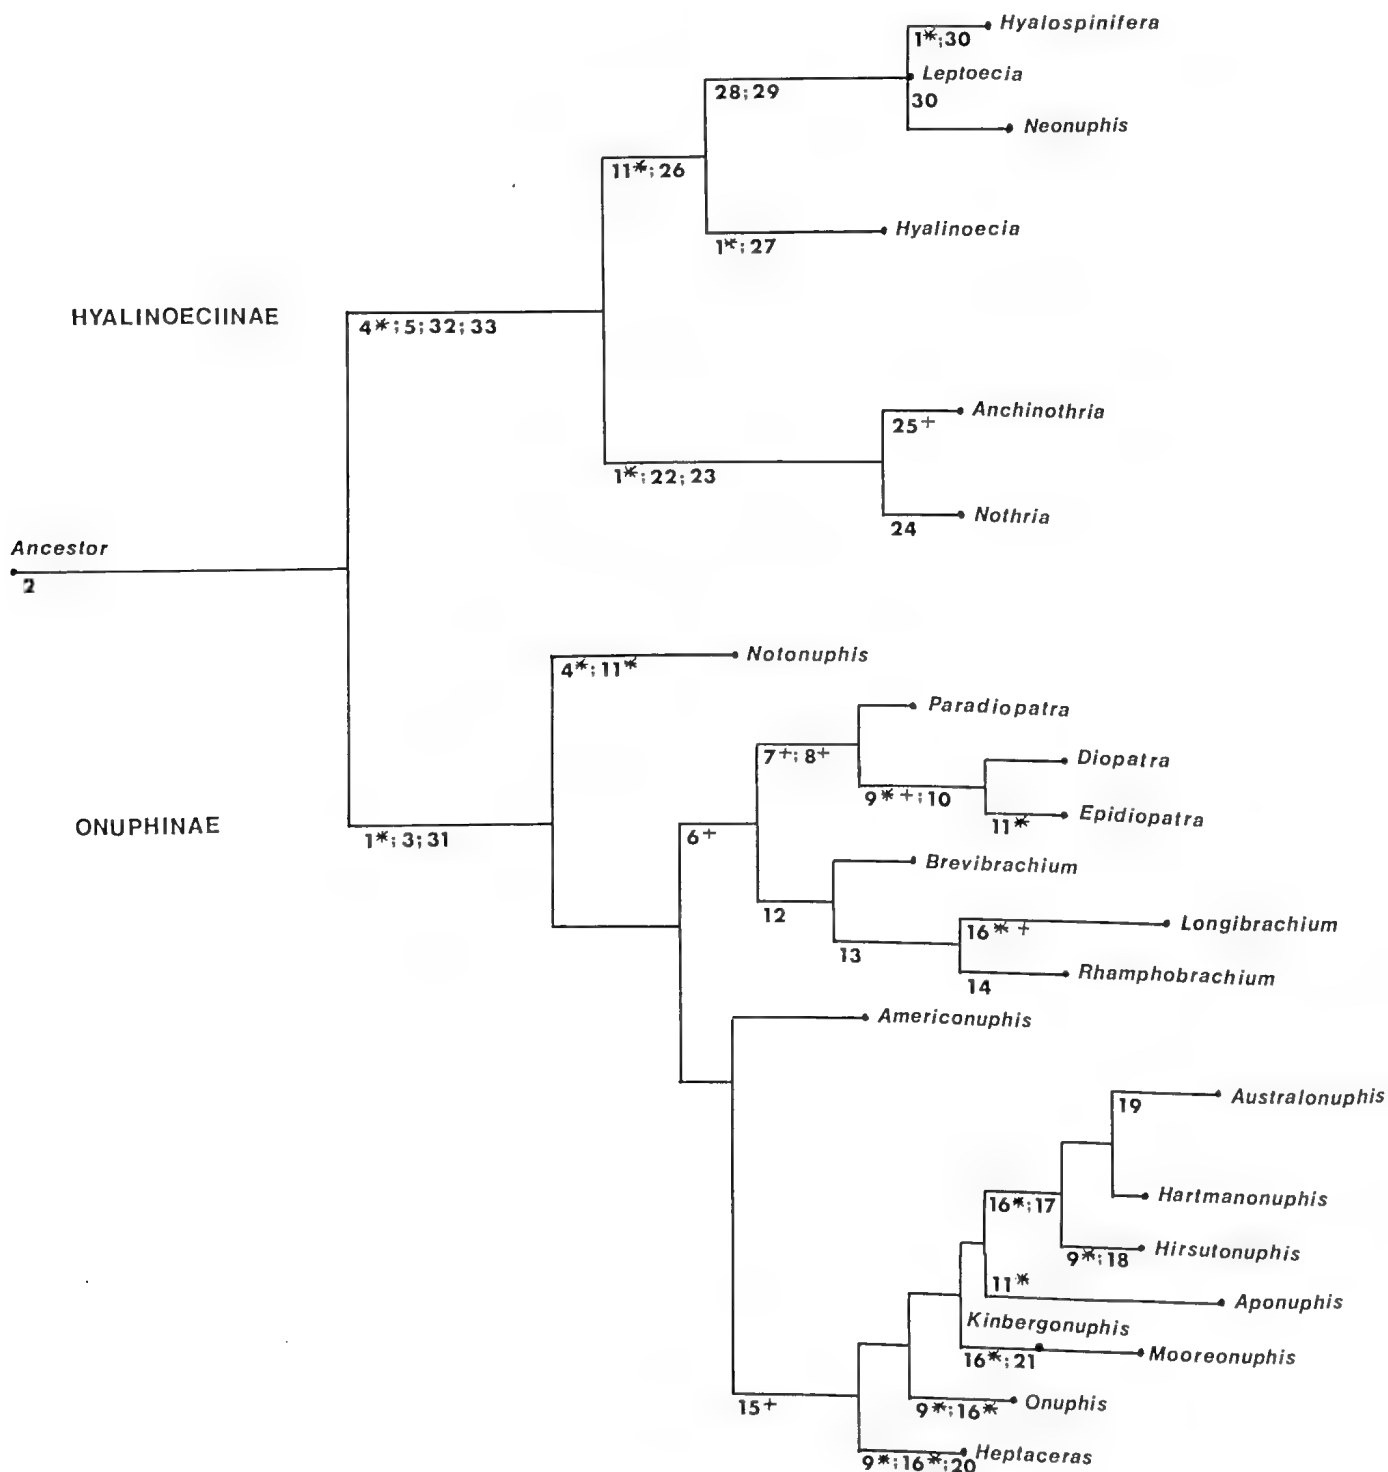 Hyalospinifera
1*;30
Leptoecia
28;29
30
Neonuphis
11*;26
Hyalinoecia
1*;27
HYALINOECIINAE
4*;5;32;33
Anchinothria
25+
1*;22;23
Nothria
24
Ancestor
2
Notonuphis
4*;11*
Paradiopatra
7+;8+
Diopatra
9*+;10
Epidiopatra
11*
ONUPHINAE
1*;3;31
6+
Brevibrachium
12
Longibrachium
16*+
13
Rhamphobrachium
14
Americonuphis
Australonuphis
19
Hartmanonuphis
16*;17
Hirsutonuphis
9*;18
11*
Aponuphis
Kinbergonuphis
Mooreonuphis
16*;21
15+
Onuphis
9*;16*
Heptaceras
9*;16*;20